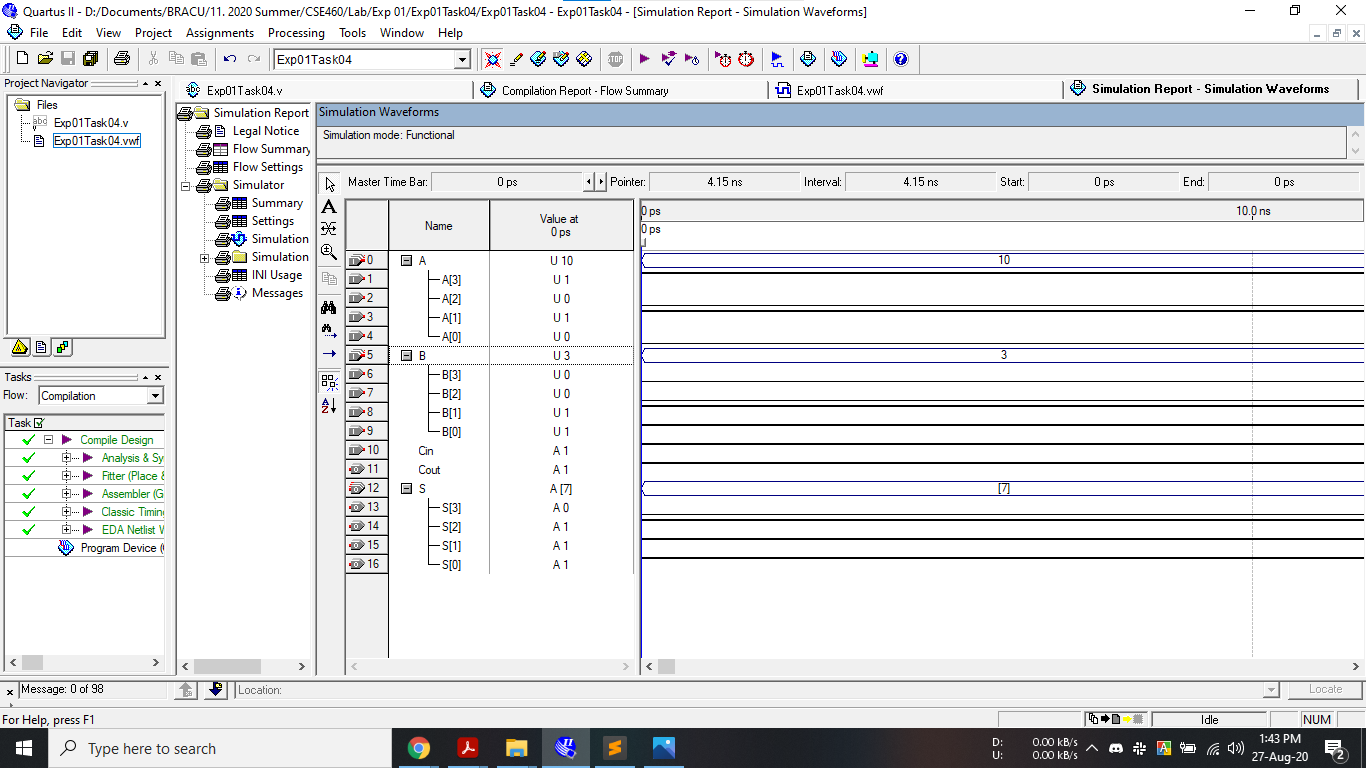 Quartus II - D:/Documents/BRACU/11. 2020 Summer/CSE460/Lab/Exp 01/Exp01Task04/Exp01Task04 - Exp01Task04 - [Simulation Report - Simulation Waveforms]
File Edit View Project Assignments Processing Tools Window Help
STOP Exp01Task04
Project Navigator
Files
abc Exp01Task04.v
Exp01Task04.vwf
Tasks
Flow: Compilation
Task
Compile Design
Analysis & Sy
Fitter (Place &
Assembler (G
Classic Timing
EDA Netlist W
Program Device (
abc Exp01Task04.v
Compilation Report - Flow Summary
Exp01Task04.vwf
Simulation Report - Simulation Waveforms
Simulation Report
Legal Notice
Flow Summary
Flow Settings
Simulator
Summary
Settings
Simulation
Simulation
INI Usage
Messages
Simulation Waveforms
Simulation mode: Functional
Master Time Bar: 0 ps Pointer: 4.15 ns Interval: 4.15 ns Start: 0 ps End: 0 ps
Name Value at 0 ps
0 ps 10.0 ns
0 ps
0 A U 10 10
1 A[3] U 1
2 A[2] U 0
3 A[1] U 1
4 A[0] U 0
5 B U 3 3
6 B[3] U 0
7 B[2] U 0
8 B[1] U 1
9 B[0] U 1
10 Cin A 1
11 Cout A 1
12 S A [7] [7]
13 S[3] A 0
14 S[2] A 1
15 S[1] A 1
16 S[0] A 1
Message: 0 of 98 Location: Locate
For Help, press F1 Idle NUM
Type here to search
D: 0.00 kB/s
U: 0.00 kB/s
1:43 PM
27-Aug-20
2